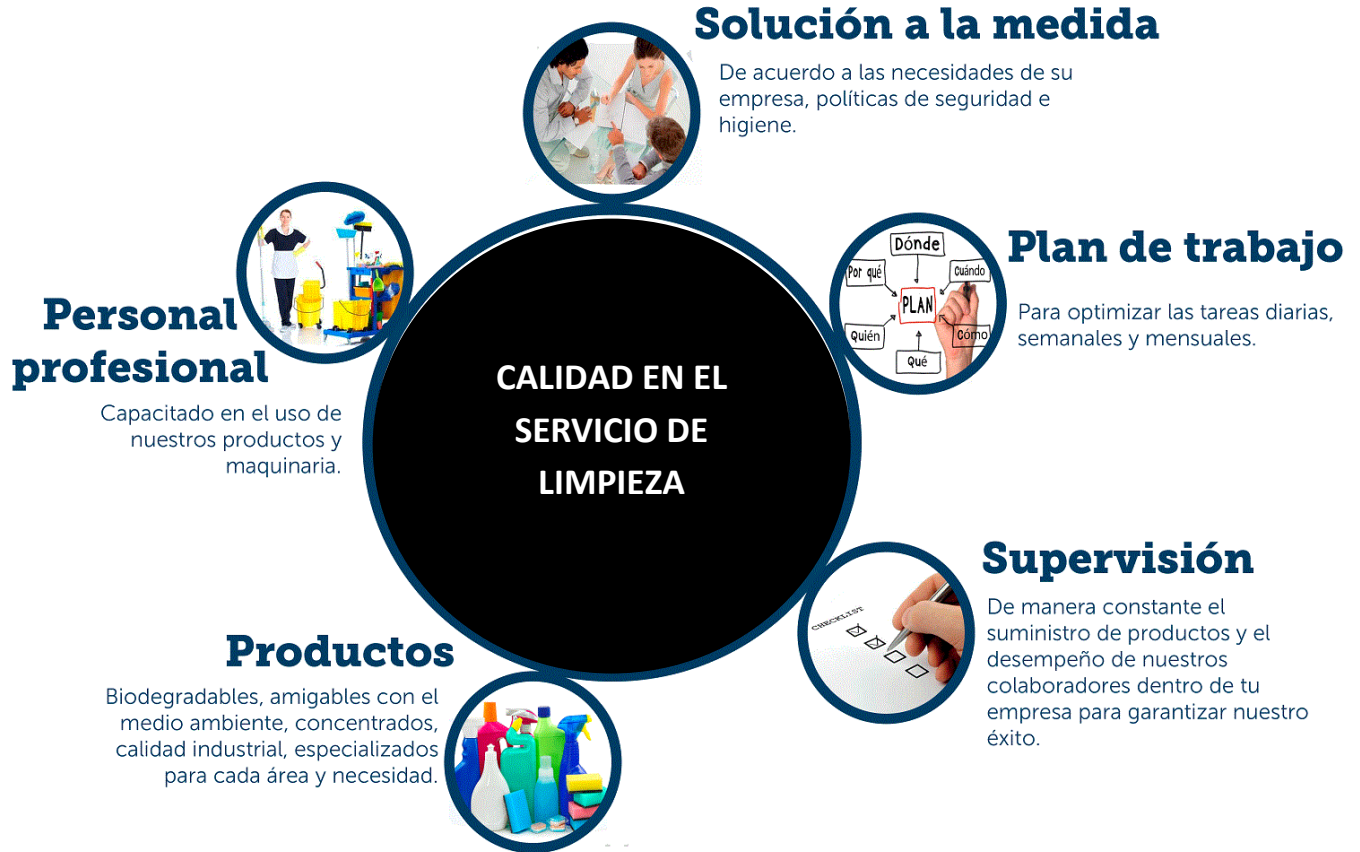 Solución a la medida
De acuerdo a las necesidades de su
empresa, políticas de seguridad e
higiene.
Plan de trabajo
Para optimizar las tareas diarias,
semanales y mensuales.
Dónde
Por qué
Cuándo
PLAN
Quién
Cómo
Qué
Personal
profesional
Capacitado en el uso de
nuestros productos y
maquinaria.
CALIDAD EN EL
SERVICIO DE
LIMPIEZA
Supervisión
De manera constante el
suministro de productos y el
desempeño de nuestros
colaboradores dentro de tu
empresa para garantizar nuestro
éxito.
CHECKLIST
Productos
Biodegradables, amigables con el
medio ambiente, concentrados,
calidad industrial, especializados
para cada área y necesidad.